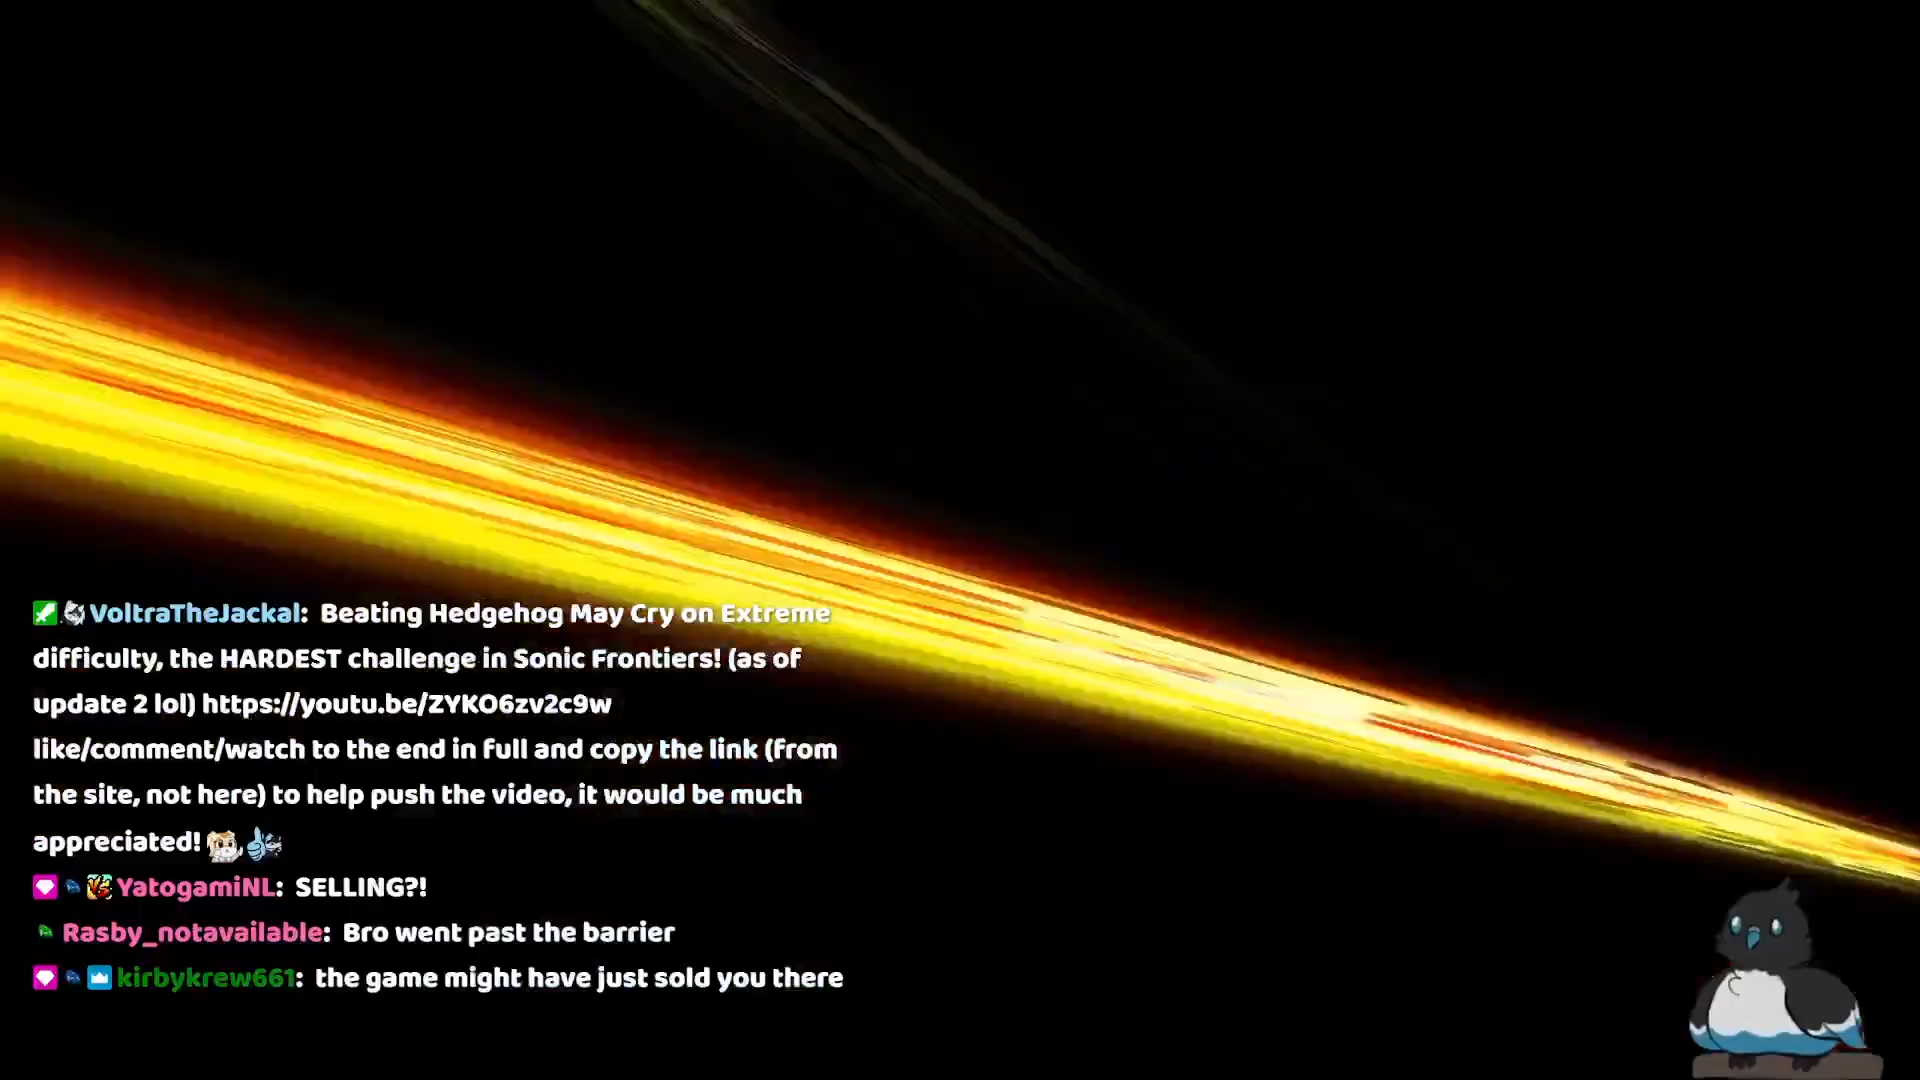 VoltraTheJackal: Beating Hedgehog May Cry on Extreme
difficulty, the HARDEST challenge in Sonic Frontiers! (as of
update 2 lol) https://youtu.be/ZYKO6zv2c9w
like/comment/watch to the end in full and copy the link (from
the site, not here) to help push the video, it would be much
appreciated!
VS YatogamiNL: SELLING?!
Rasby_notavailable: Bro went past the barrier
kirbykrew661: the game might have just sold you there